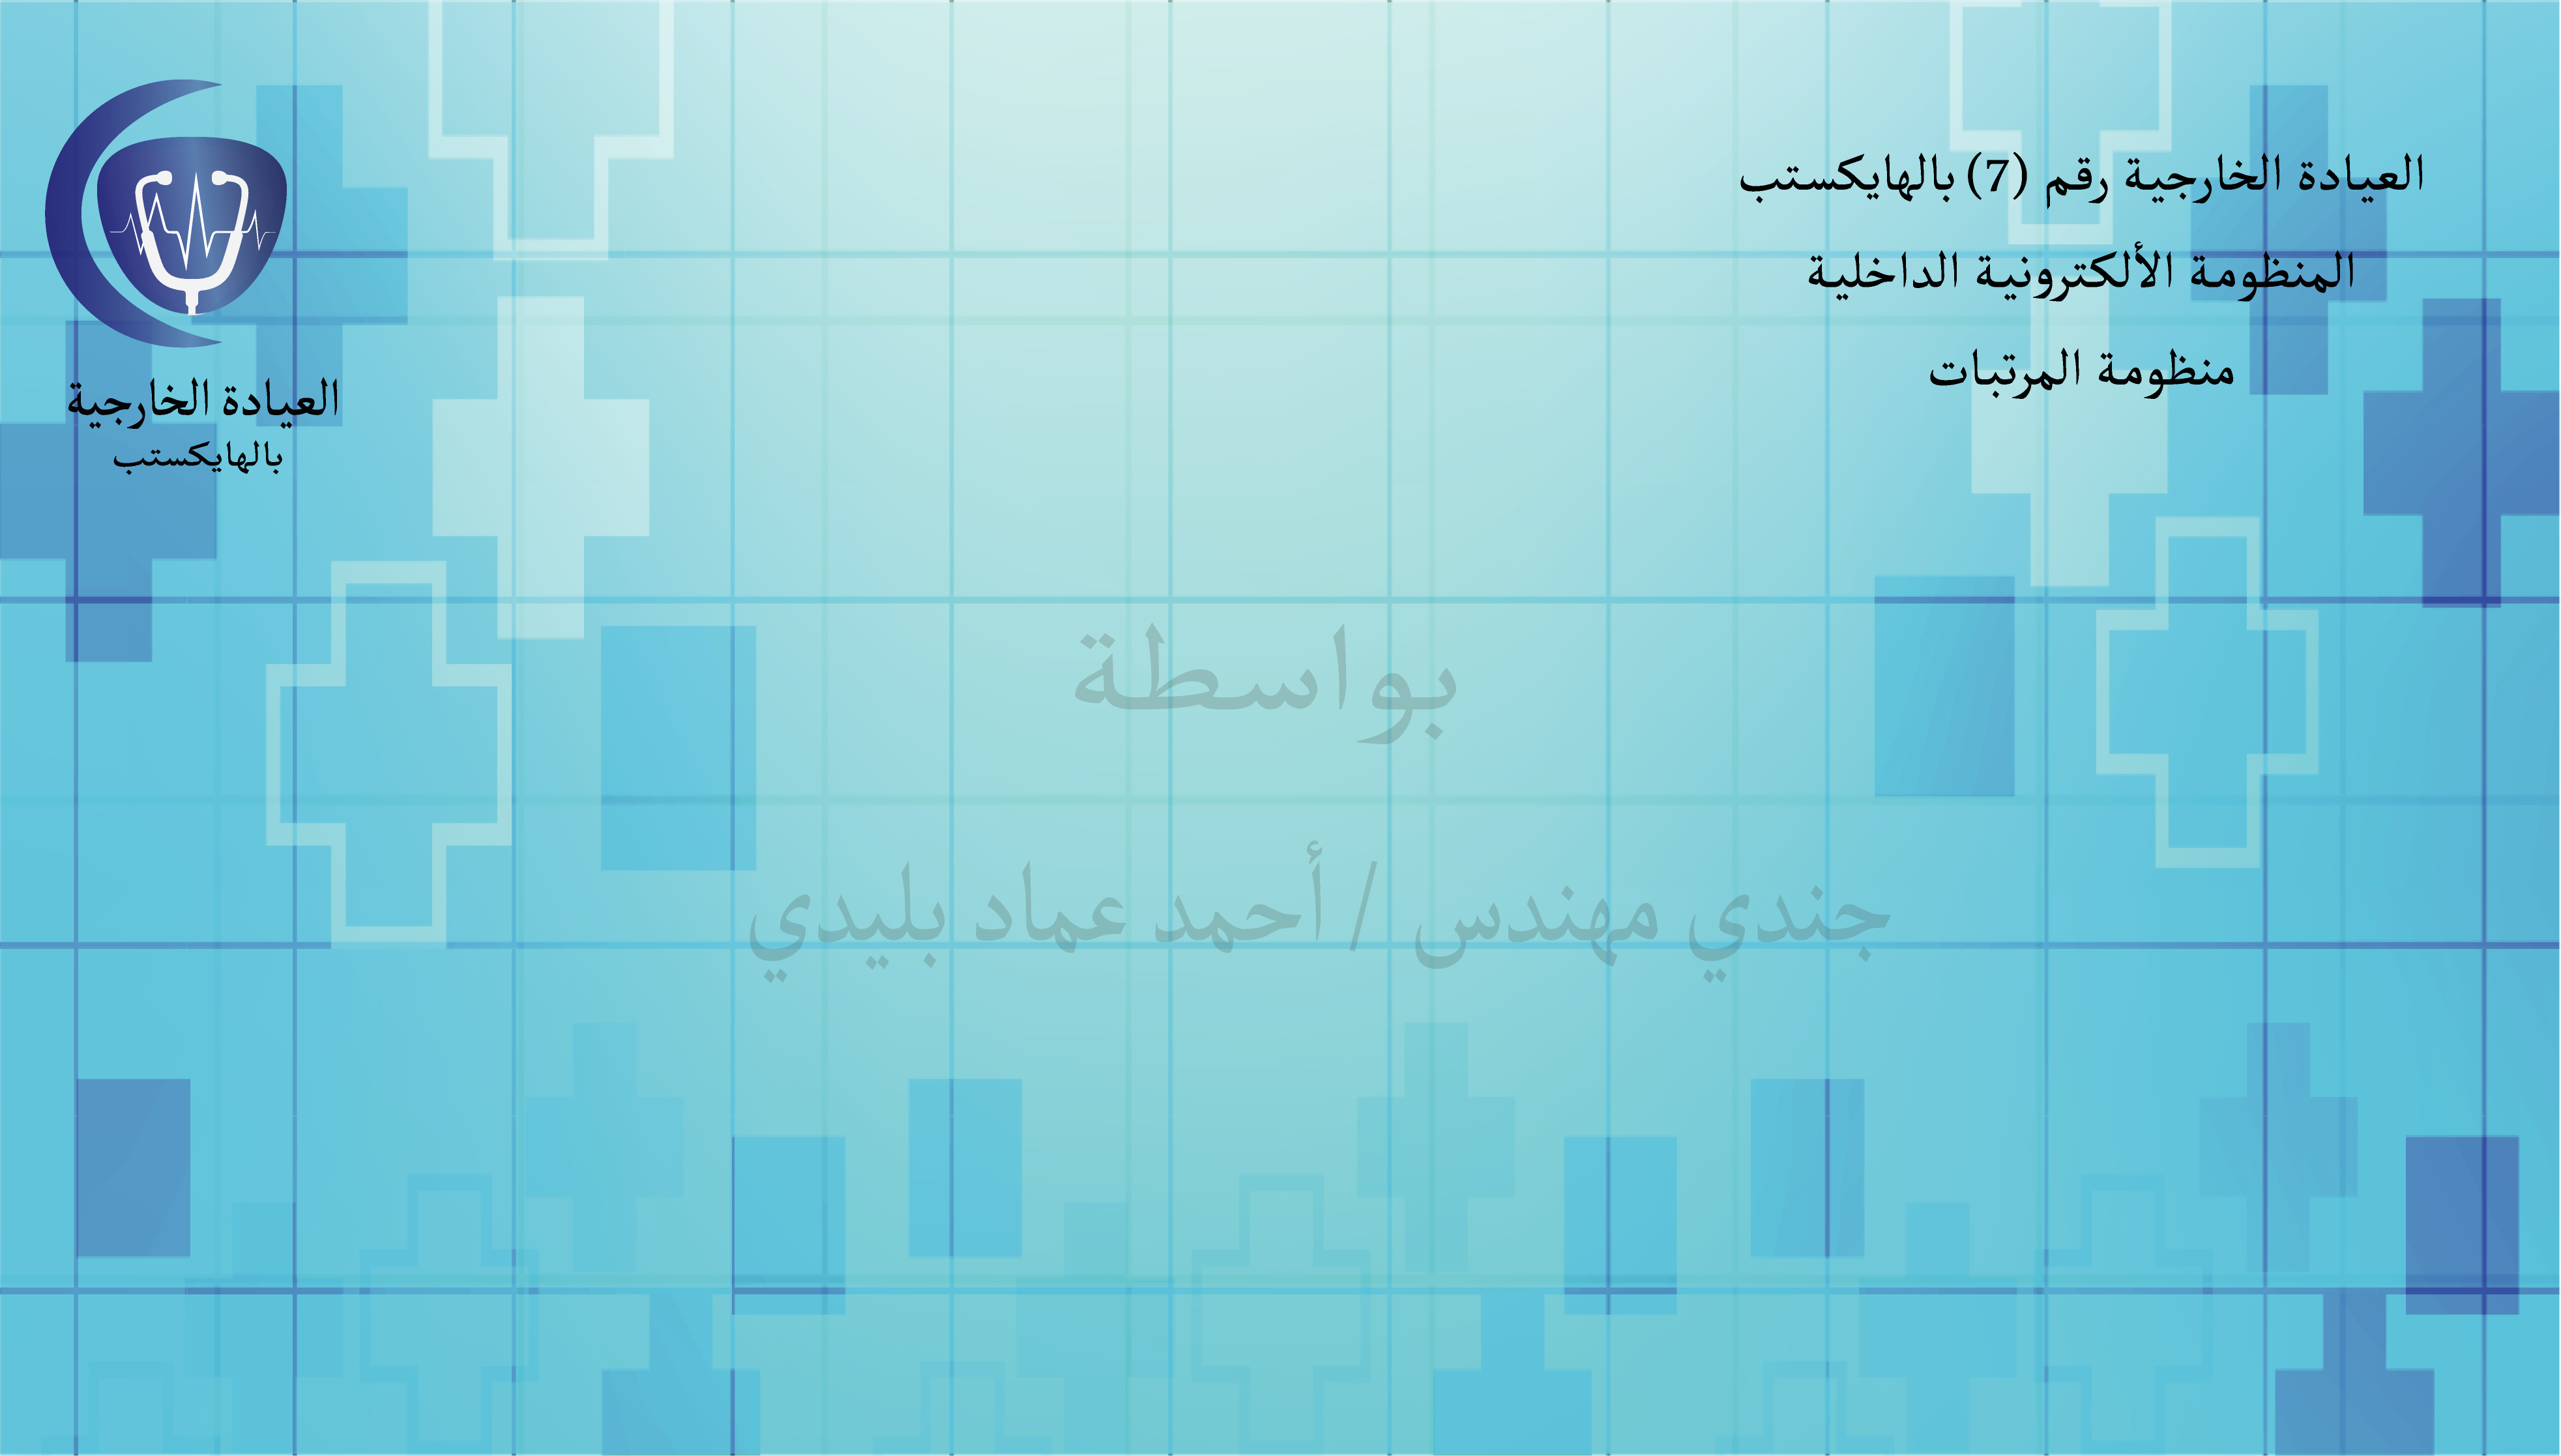 العيادة الخارجية رقم (7) بالهايكستب
المنظومة الألكترونية الداخلية
منظومة المرتبات
العيادة الخارجية
بالهايكستب
بواسطة
جندي مهندس / أحمد عماد بليدي